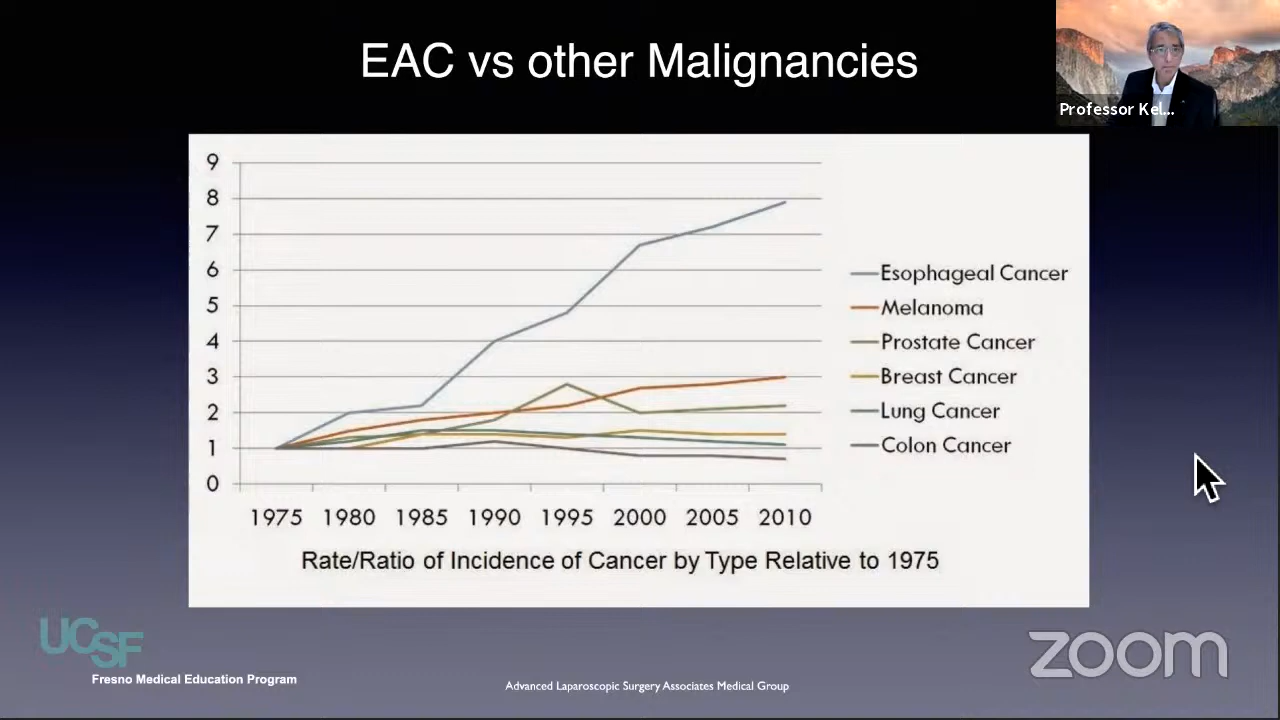 EAC vs other Malignancies
Professor Kel...
9
8
7
6
5
4
3
2
1
0
1975 1980 1985 1990 1995 2000 2005 2010
Rate/Ratio of Incidence of Cancer by Type Relative to 1975
Esophageal Cancer
Melanoma
Prostate Cancer
Breast Cancer
Lung Cancer
Colon Cancer
UCSF
Fresno Medical Education Program
Advanced Laparoscopic Surgery Associates Medical Group
zoom